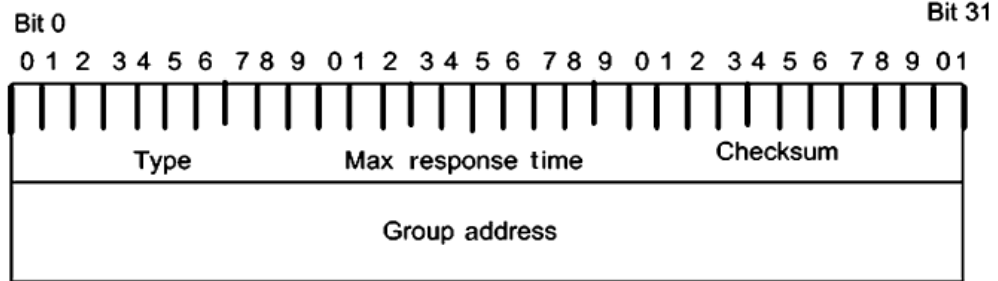 Bit 0 Bit 31
0 1 2 3 4 5 6 7 8 9 0 1 2 3 4 5 6 7 8 9 0 1 2 3 4 5 6 7 8 9 0 1
Type Max response time Checksum
Group address